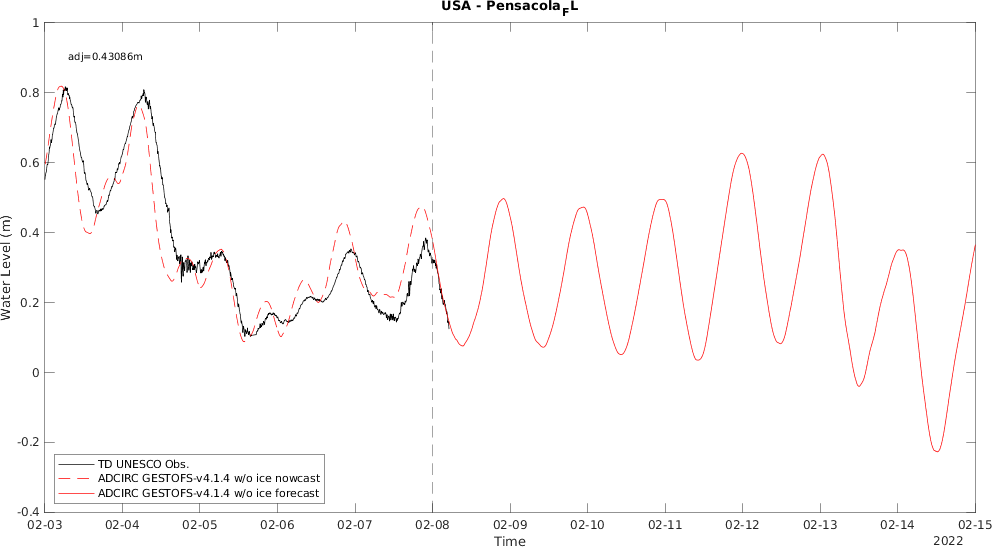 USA - Pensacola_FL
adj=0.43086m
1
0.8
0.6
0.4
0.2
0
-0.2
-0.4
Water Level (m)
TD UNESCO Obs.
ADCIRC GESTOFS-v4.1.4 w/o ice nowcast
ADCIRC GESTOFS-v4.1.4 w/o ice forecast
02-03 02-04 02-05 02-06 02-07 02-08 02-09 02-10 02-11 02-12 02-13 02-14 02-15
Time
2022